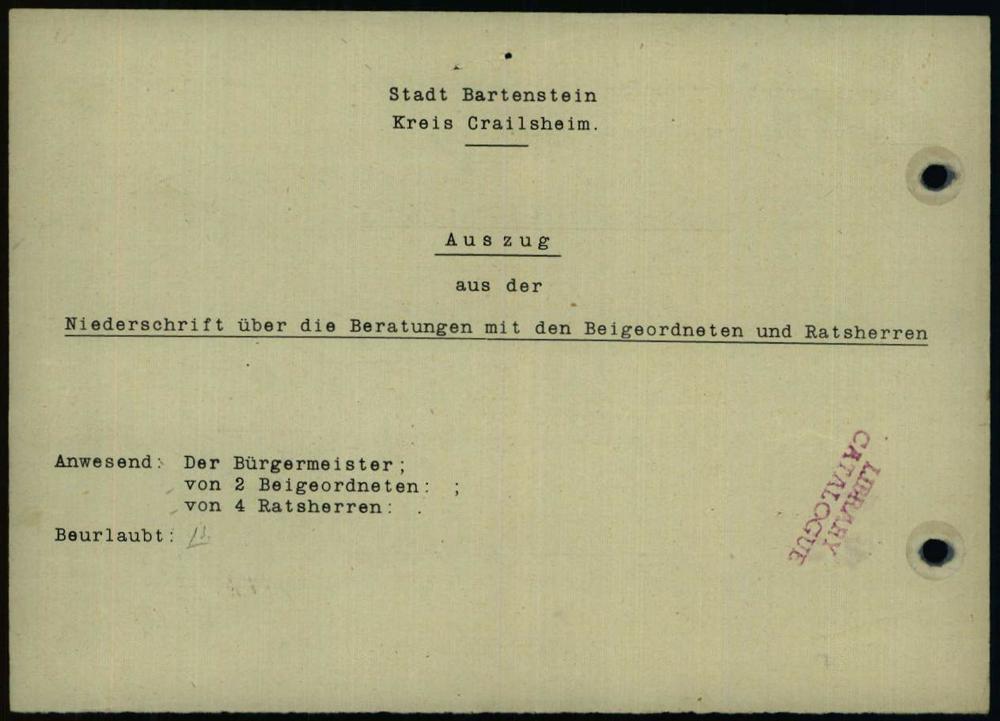 Stadt Bartenstein
Kreis Crailsheim.
Auszug
aus der
Niederschrift über die Beratungen mit den Beigeordneten und Ratsherren
Anwesend: Der Bürgermeister;
von 2 Beigeordneten: ;
von 4 Ratsherren: .
Beurlaubt:
LIBRARY
CATALOGUE